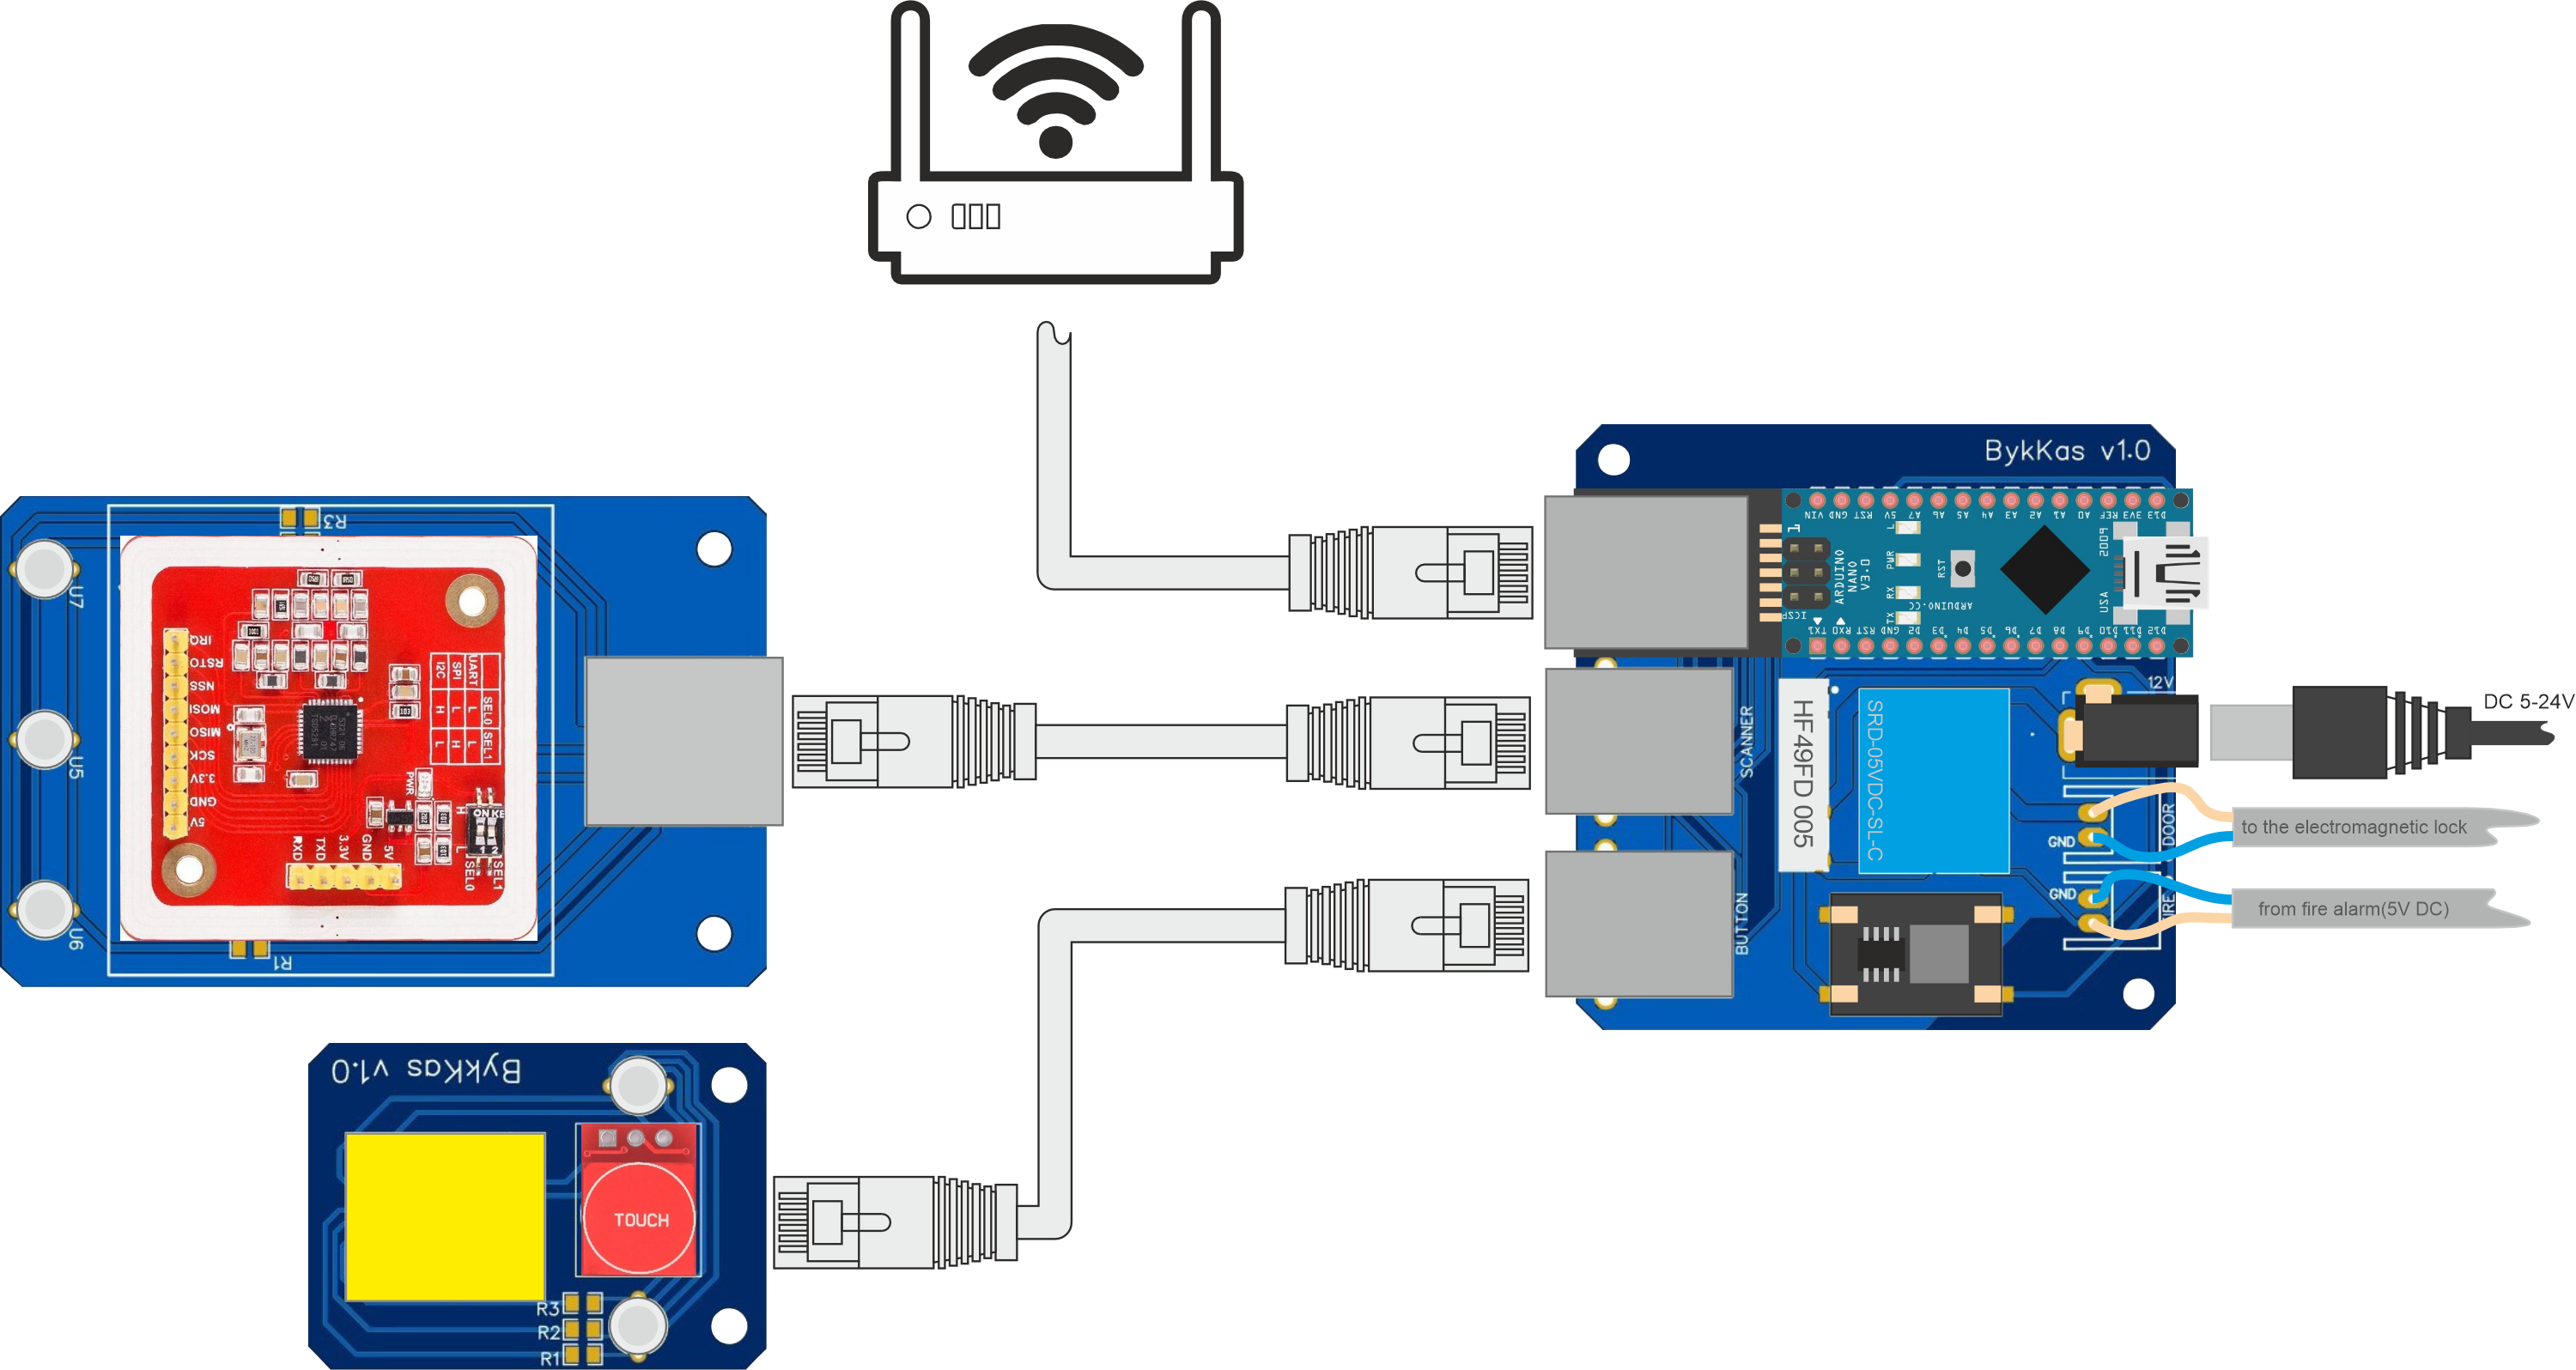 BykKas v1.0
VIN GND RST 5V A7 A6 A5 A4 A3 A2 A1 A0 REF 3V3 D13
L
PWR
RX
TX
RST
ARDUINO
NANO
V3.0
ARDUINO.CC
ICSP
USA
TX1 RX0 RST GND D2 D3 D4 D5 D6 D7 D8 D9 D10 D11 D12
12V
DC 5-24V
SCANNER
HF49FD 005
SRD-05VDC-SL-C
DOOR
GND
to the electromagnetic lock
GND
from fire alarm(5V DC)
BUTTON
R3
U7
U5
U6
R1
IRQ
RSTO
NSS
MOSI
MISO
SCK
3.3V
GND
5V
UART
SPI
I2C
SEL0 SEL1
L L
L H
H L
PWR
H
L
ON KE
1 2
SEL0
SEL1
RXD
TXD
3.3V
GND
5V
BykKas v1.0
TOUCH
R3
R2
R1